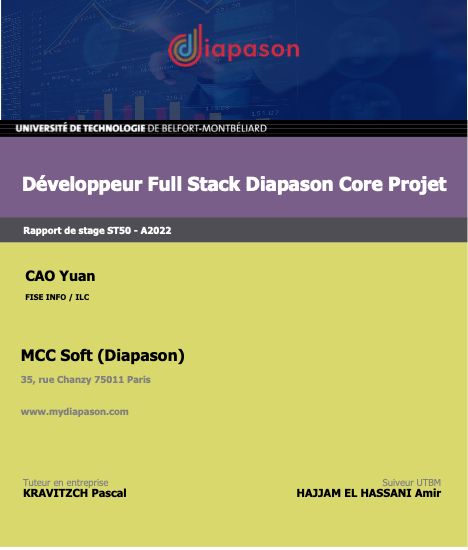 diapason
UNIVERSITÉ DE TECHNOLOGIE DE BELFORT-MONTBÉLIARD
Développeur Full Stack Diapason Core Projet
Rapport de stage ST50 - A2022
CAO Yuan
FISE INFO / ILC
MCC Soft (Diapason)
35, rue Chanzy 75011 Paris
www.mydiapason.com
Tuteur en entreprise
KRAVITZCH Pascal
Suiveur UTBM
HAJJAM EL HASSANI Amir